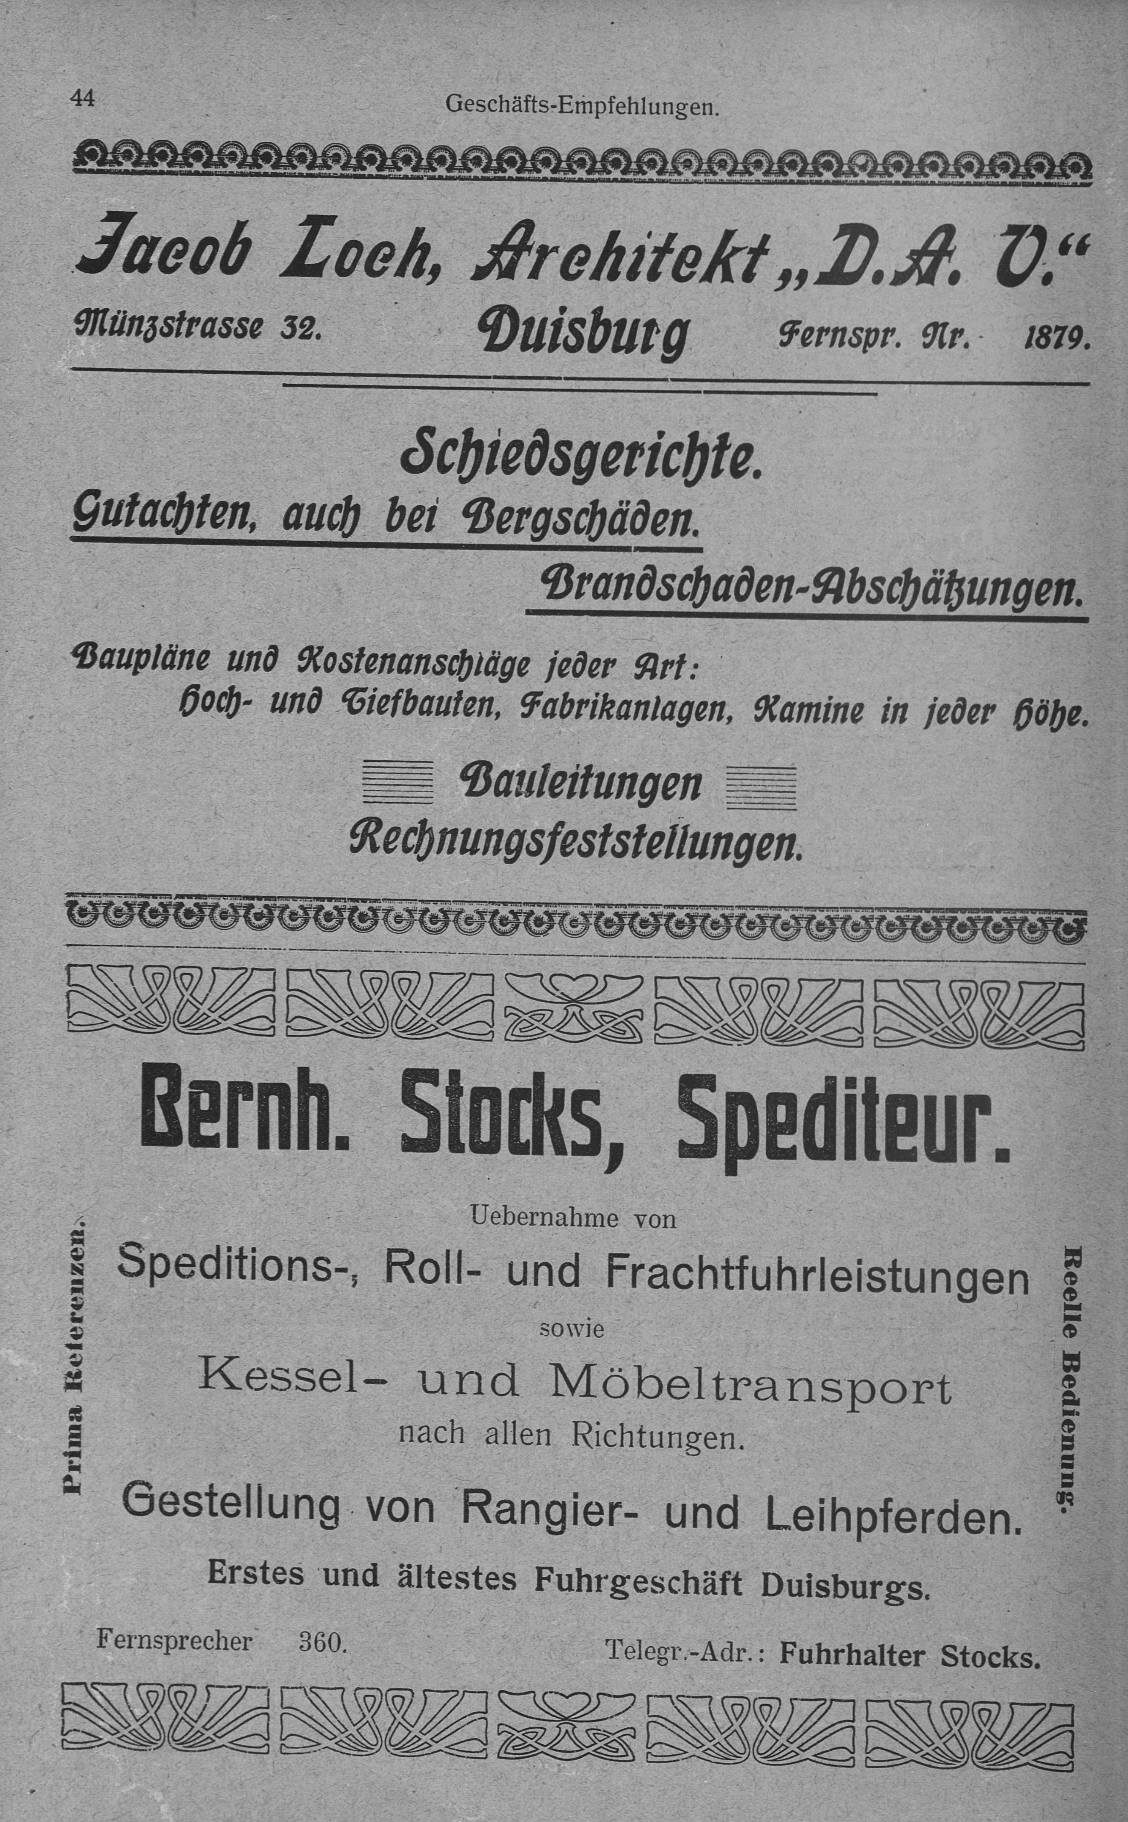 44
Geschäfts-Empfehlungen.
Jacob Loch, Architekt „D. A. V.“
Münzstrasse 32. Duisburg Fernspr. Nr. 1879.
Schiedsgerichte.
Gutachten, auch bei Bergschäden.
Brandschaden-Abschätzungen.
Baupläne und Kostenanschläge jeder Art:
Hoch- und Tiefbauten, Fabrikanlagen, Kamine in jeder Höhe.
Bauleitungen
Rechnungsfeststellungen.
Bernh. Stocks, Spediteur.
Uebernahme von
Speditions-, Roll- und Frachtfuhrleistungen
sowie
Kessel- und Möbeltransport
nach allen Richtungen.
Gestellung von Rangier- und Leihpferden.
Erstes und ältestes Fuhrgeschäft Duisburgs.
Fernsprecher 360. Telegr.-Adr.: Fuhrhalter Stocks.
Prima Referenzen.
Reelle Bedienung.